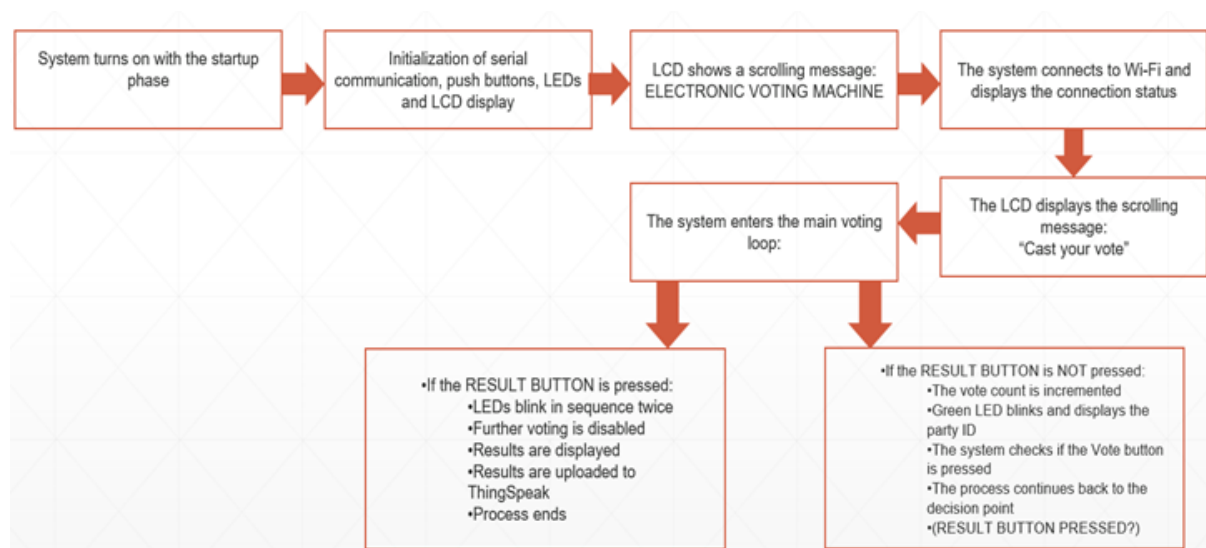 System turns on with the startup
phase
Initialization of serial
communication, push buttons, LEDs
and LCD display
LCD shows a scrolling message:
ELECTRONIC VOTING MACHINE
The system connects to Wi-Fi and
displays the connection status
The LCD displays the scrolling
message:
“Cast your vote”
The system enters the main voting
loop:
•If the RESULT BUTTON is pressed:
•LEDs blink in sequence twice
•Further voting is disabled
•Results are displayed
•Results are uploaded to
ThingSpeak
•Process ends
•If the RESULT BUTTON is NOT pressed:
•The vote count is incremented
•Green LED blinks and displays the
party ID
•The system checks if the Vote button
is pressed
•The process continues back to the
decision point
•(RESULT BUTTON PRESSED?)